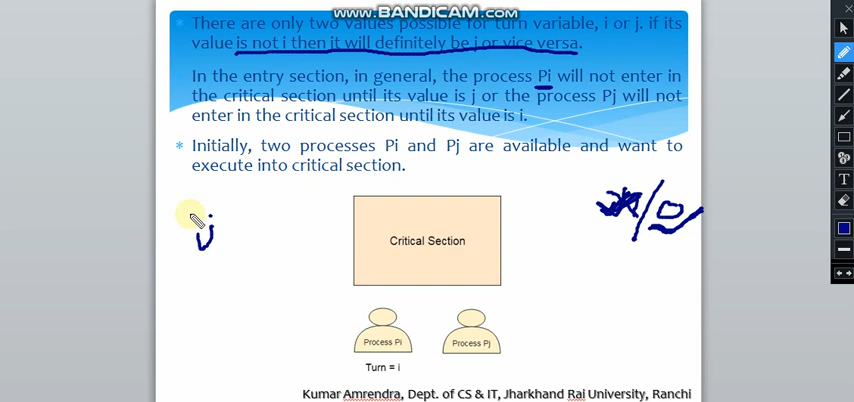 www.BANDICAM.com
There are only two values possible for turn variable, i or j. if its
value is not i then it will definitely be j or vice versa.
In the entry section, in general, the process Pi will not enter in
the critical section until its value is j or the process Pj will not
enter in the critical section until its value is i.
Initially, two processes Pi and Pj are available and want to
execute into critical section.
j
Critical Section
Process Pi
Process Pj
Turn = i
Kumar Amrendra, Dept. of CS & IT, Jharkhand Rai University, Ranchi
T